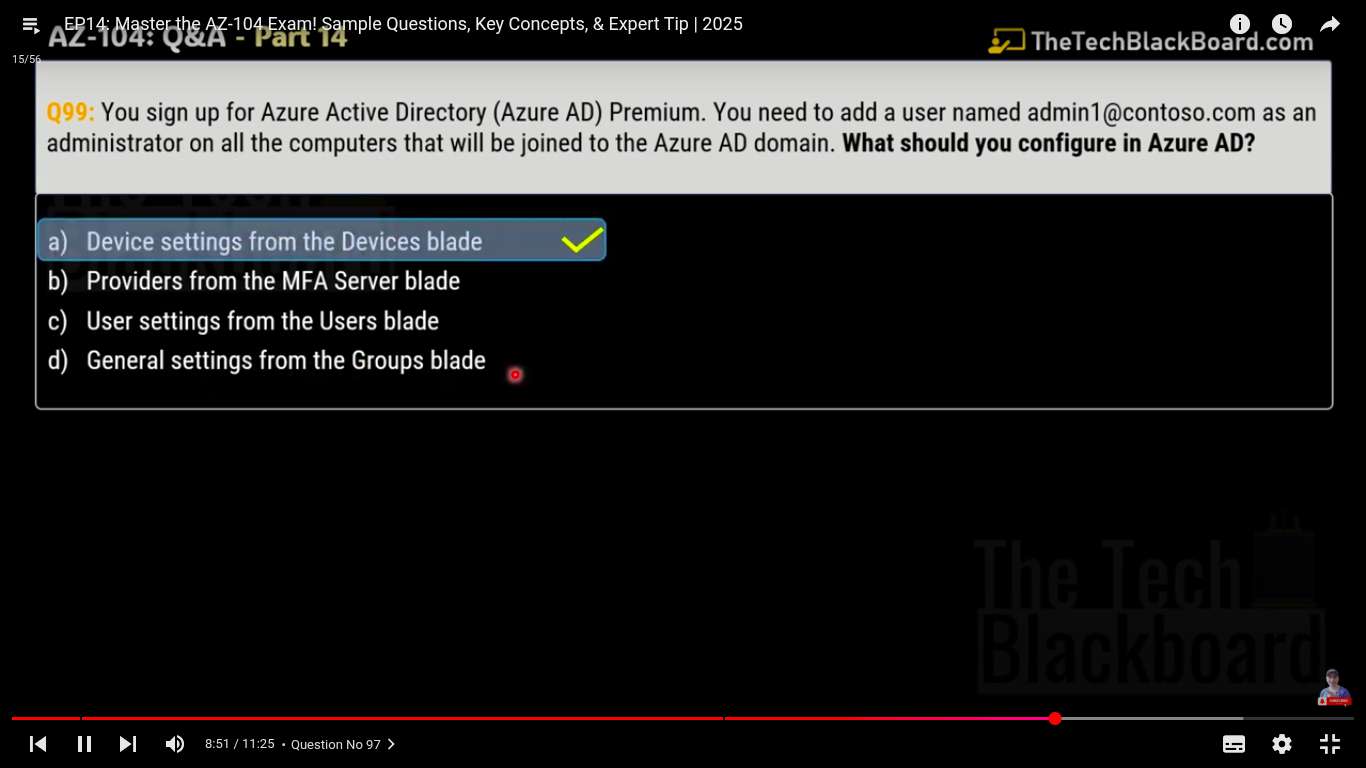 EP14: Master the AZ-104 Exam! Sample Questions, Key Concepts, & Expert Tip | 2025
AZ-104: Q&A - Part 14
TheTechBlackBoard.com
15/56
Q99: You sign up for Azure Active Directory (Azure AD) Premium. You need to add a user named admin1@contoso.com as an
administrator on all the computers that will be joined to the Azure AD domain. What should you configure in Azure AD?
a) Device settings from the Devices blade
b) Providers from the MFA Server blade
c) User settings from the Users blade
d) General settings from the Groups blade
The Tech
Blackboard
8:51 / 11:25 • Question No 97